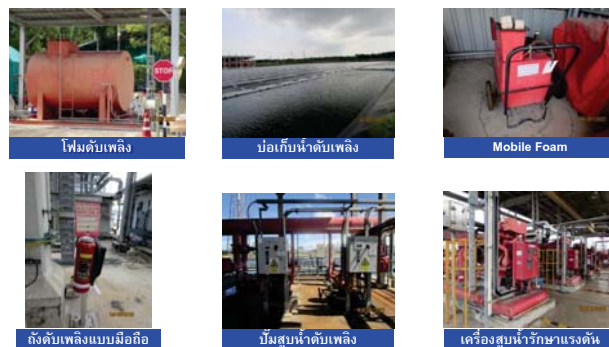 STOP
โฟมดับเพลิง
บ่อเก็บน้ำดับเพลิง
Mobile Foam
ถังดับเพลิงแบบมือถือ
ปั๊มสูบน้ำดับเพลิง
เครื่องสูบน้ำรักษาแรงดัน